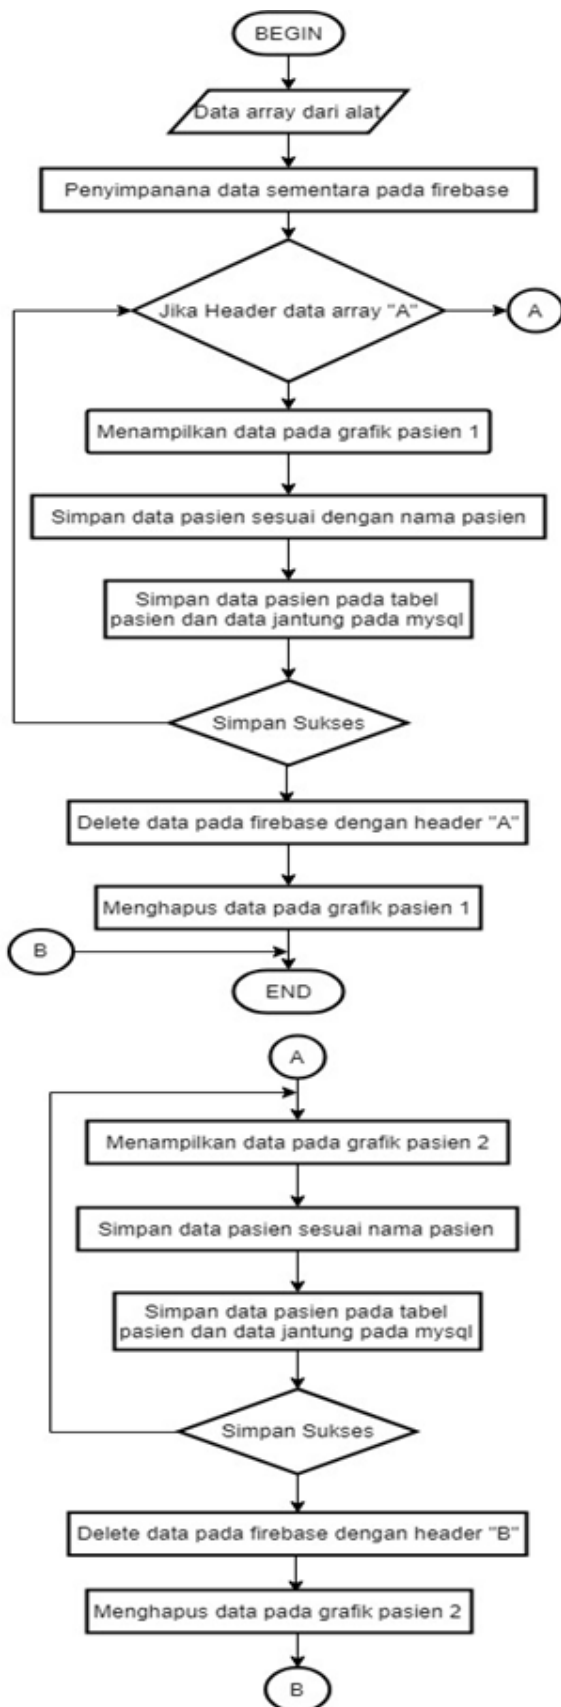 BEGIN
Data array dari alat
Penyimpanana data sementara pada firebase
Jika Header data array "A"
A
Menampilkan data pada grafik pasien 1
Simpan data pasien sesuai dengan nama pasien
Simpan data pasien pada tabel
pasien dan data jantung pada mysql
Simpan Sukses
Delete data pada firebase dengan header "A"
Menghapus data pada grafik pasien 1
B
END
A
Menampilkan data pada grafik pasien 2
Simpan data pasien sesuai nama pasien
Simpan data pasien pada tabel
pasien dan data jantung pada mysql
Simpan Sukses
Delete data pada firebase dengan header "B"
Menghapus data pada grafik pasien 2
B